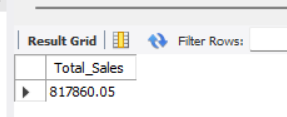 Result Grid Filter Rows:
Total_Sales
817860.05